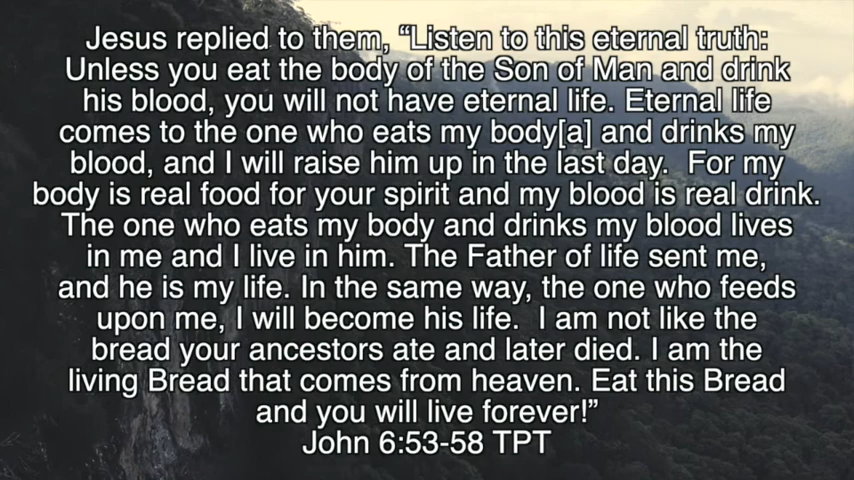 Jesus replied to them, “Listen to this eternal truth:
Unless you eat the body of the Son of Man and drink
his blood, you will not have eternal life. Eternal life
comes to the one who eats my body[a] and drinks my
blood, and I will raise him up in the last day.  For my
body is real food for your spirit and my blood is real drink.
The one who eats my body and drinks my blood lives
in me and I live in him. The Father of life sent me,
and he is my life. In the same way, the one who feeds
upon me, I will become his life.  I am not like the
bread your ancestors ate and later died. I am the
living Bread that comes from heaven. Eat this Bread
and you will live forever!”
John 6:53-58 TPT